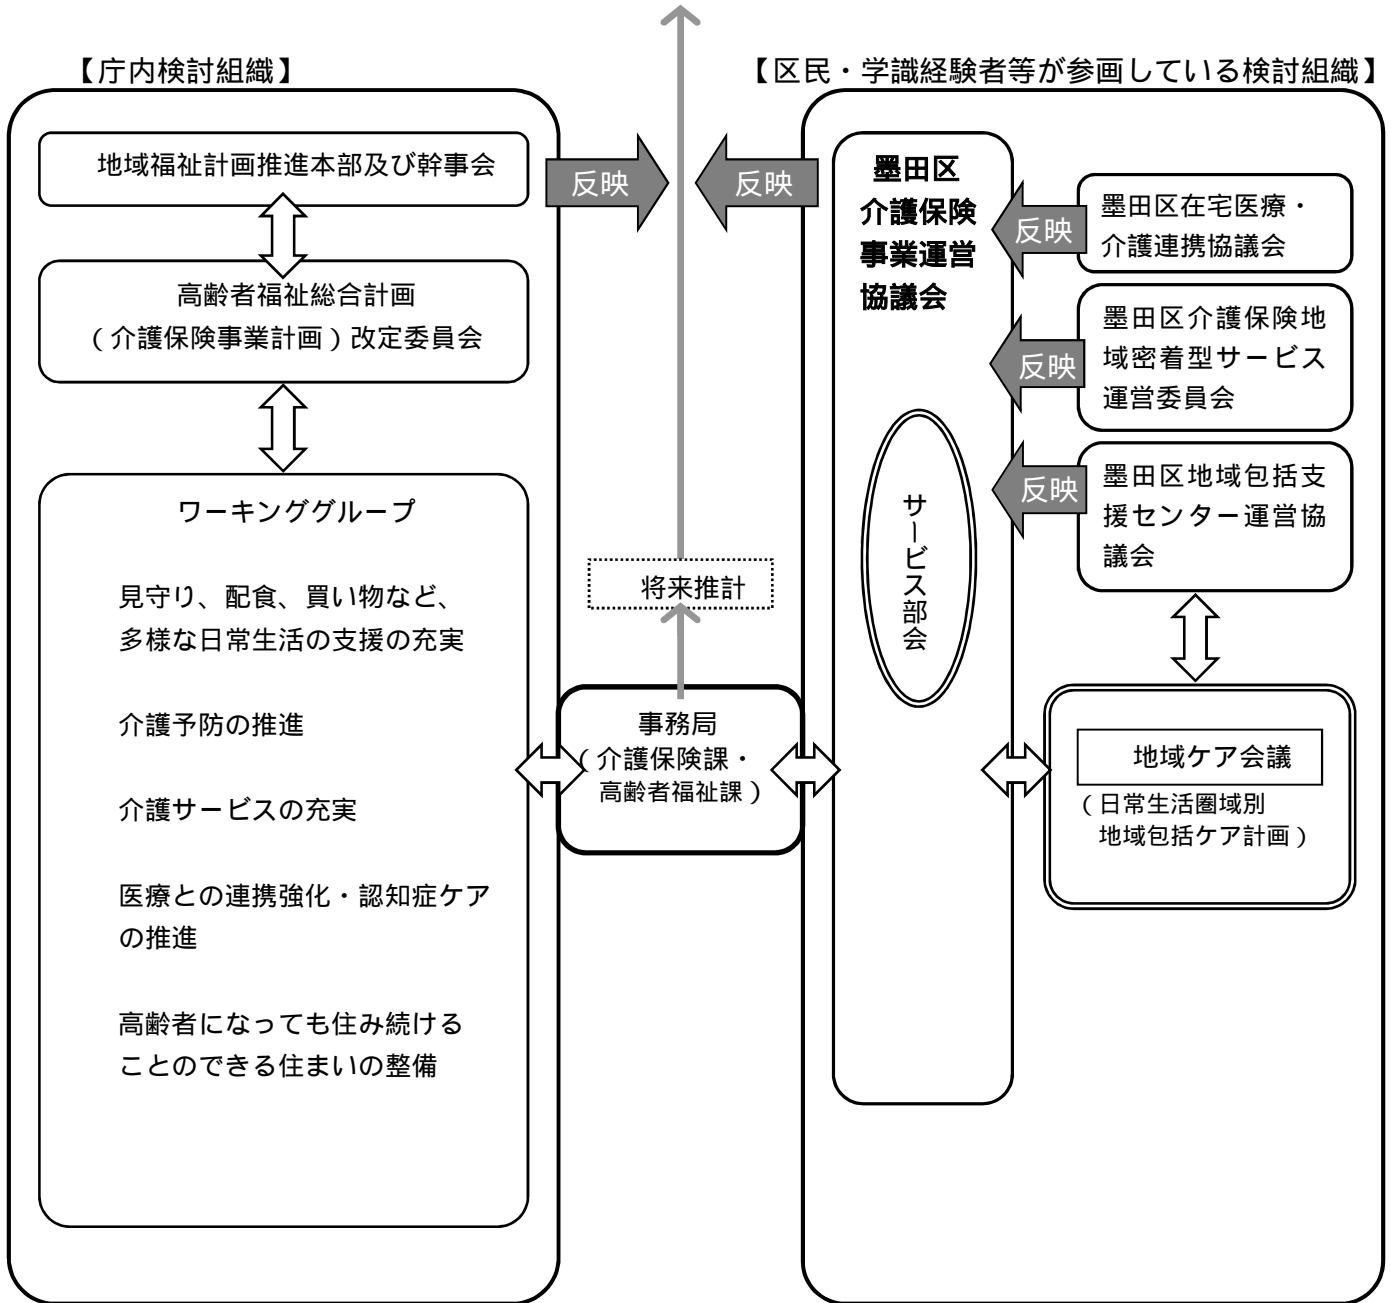 【庁内検討組織】
地域福祉計画推進本部及び幹事会
高齢者福祉総合計画
（介護保険事業計画）改定委員会
ワーキンググループ
見守り、配食、買い物など、
多様な日常生活の支援の充実
介護予防の推進
介護サービスの充実
医療との連携強化・認知症ケア
の推進
高齢者になっても住み続ける
ことのできる住まいの整備
反映
反映
将来推計
事務局
（介護保険課・
高齢者福祉課）
【区民・学識経験者等が参画している検討組織】
墨田区
介護保険
事業運営
協議会
サービス部会
反映
墨田区在宅医療・
介護連携協議会
反映
墨田区介護保険地
域密着型サービス
運営委員会
反映
墨田区地域包括支
援センター運営協
議会
地域ケア会議
（日常生活圏域別
地域包括ケア計画）